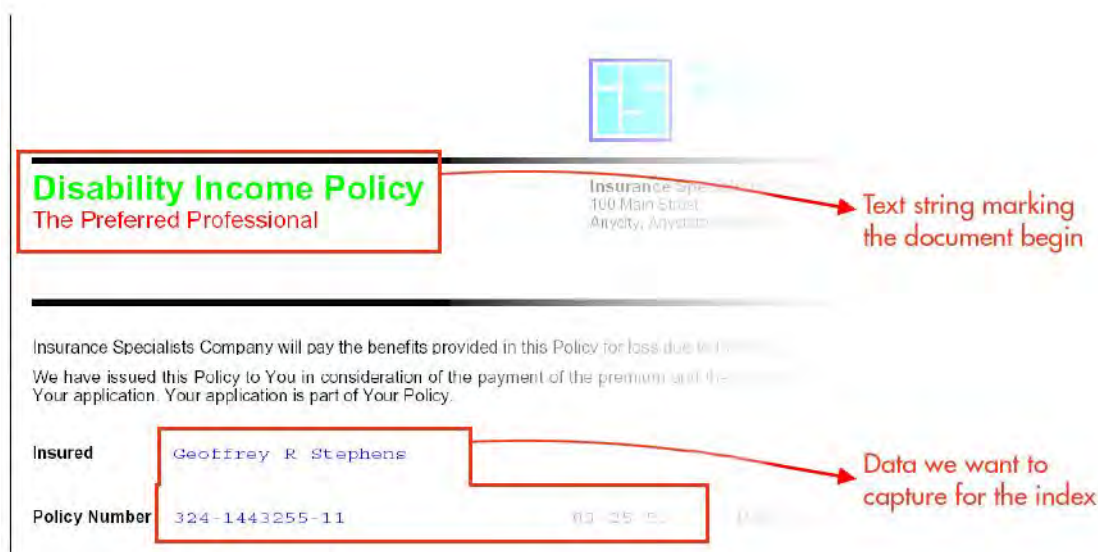 Disability Income Policy
The Preferred Professional
Insurance
100 Main Street
Anycity,
Text string marking
the document begin
Insurance Specialists Company will pay the benefits provided in this Policy for loss due
We have issued this Policy to You in consideration of the payment of the premium and the
Your application. Your application is part of Your Policy.
Insured
Geoffrey R Stephens
Data we want to
capture for the index
Policy Number
324-1443255-11